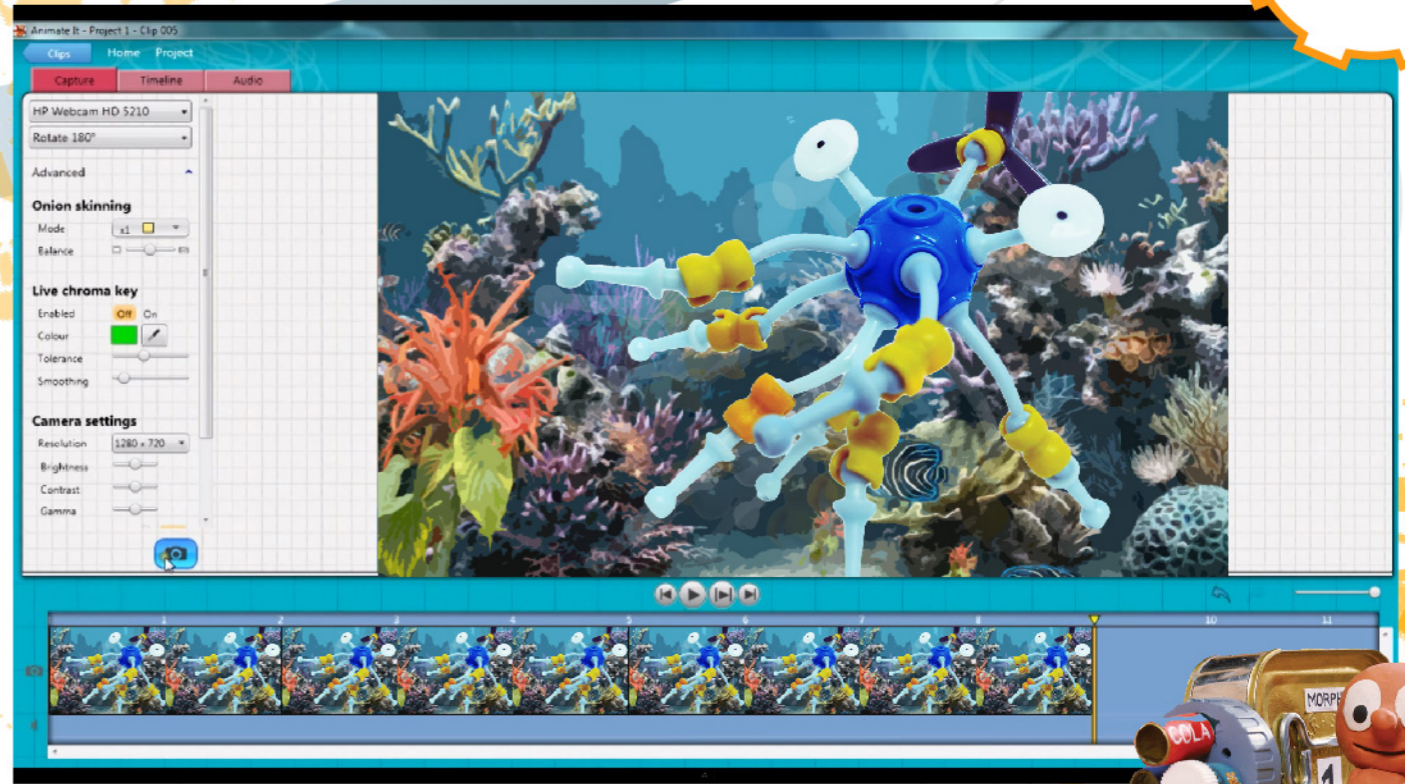 Animate It - Project 1 - Clip 005
Clips Home Project
Capture Timeline Audio
HP Webcam HD 5210
Rotate 180°
Advanced
Onion skinning
Mode x1
Balance
Live chroma key
Enabled Off On
Colour
Tolerance
Smoothing
Camera settings
Resolution 1280 x 720
Brightness
Contrast
Gamma
1 2 3 4 5 6 7 8 10 11
MORPH
COLA